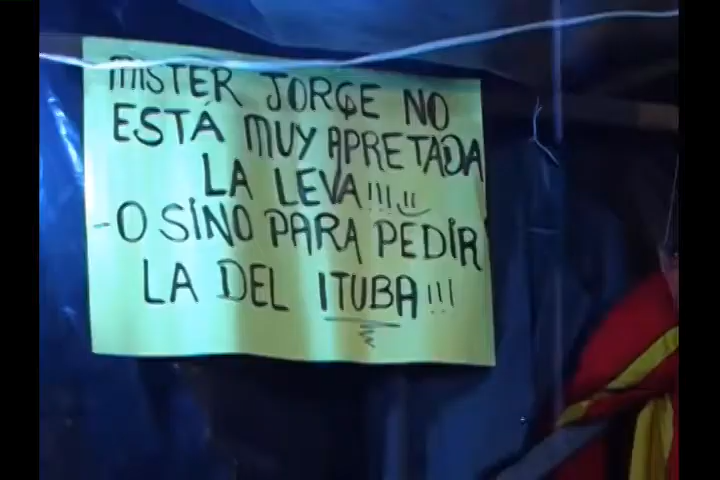 MISTER JORGE NO
ESTÁ MUY APRETADA
LA LEVA!!!
-O SINO PARA PEDIR
LA DEL ITUBA!!!